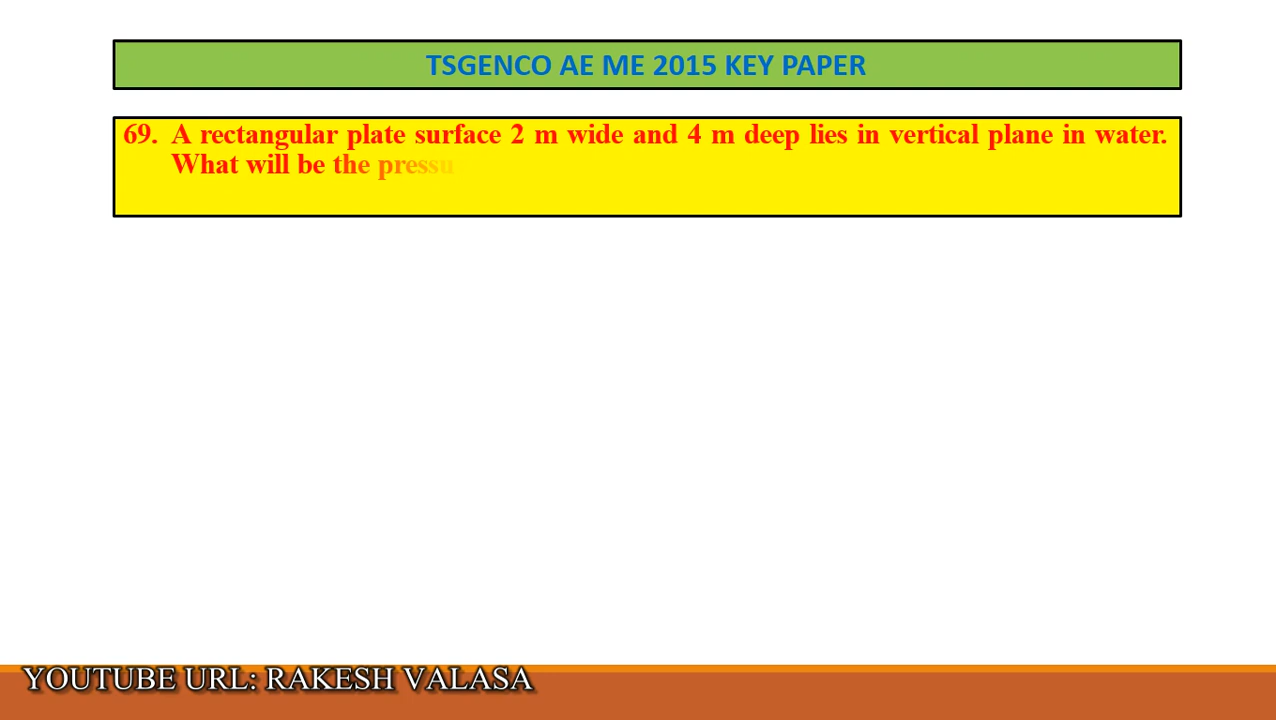 TSGENCO AE ME 2015 KEY PAPER
69. A rectangular plate surface 2 m wide and 4 m deep lies in vertical plane in water.
What will be the pressu
YOUTUBE URL: RAKESH VALASA